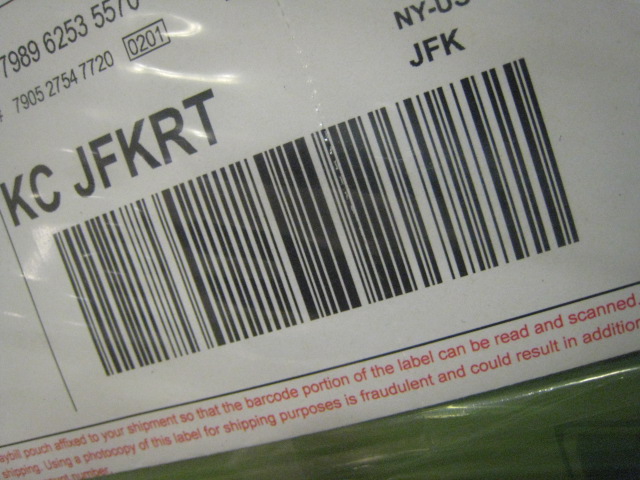 7989 6253 5570
7905 2754 7720 0201
NY-US
JFK
KC JFKRT
pouch affixed to your shipment so that the barcode portion of the label can be read and scanned.
shipping. Using a photocopy of this label for shipping purposes is fraudulent and could result in addition
number.